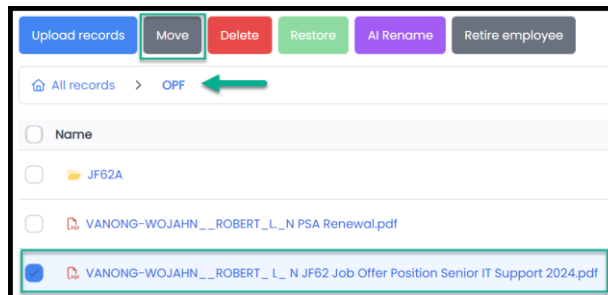 Upload records Move Delete Restore AI Rename Retire employee
All records > OPF
Name
JF62A
VANONG-WOJAHN__ROBERT_L._N PSA Renewal.pdf
VANONG-WOJAHN__ROBERT_ L_ N JF62 Job Offer Position Senior IT Support 2024.pdf